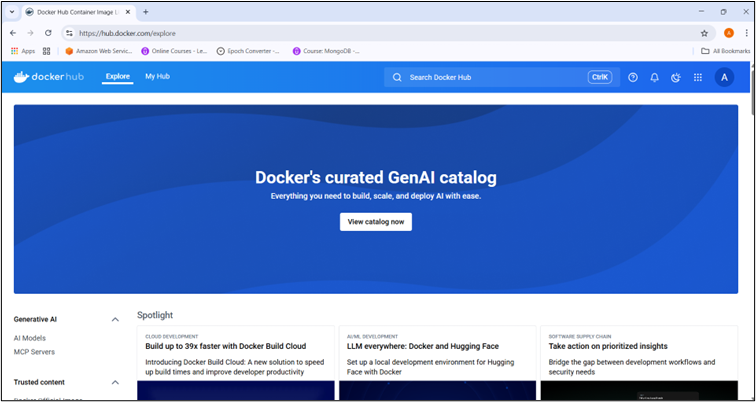 Docker Hub Container Image Li
https://hub.docker.com/explore
A
Apps
Amazon Web Servic...
Online Courses - Le...
Epoch Converter -...
Course: MongoDB -...
All Bookmarks
dockerhub
Explore
My Hub
Search Docker Hub
CtrlK
A
Docker's curated GenAI catalog
Everything you need to build, scale, and deploy AI with ease.
View catalog now
Generative AI
AI Models
MCP Servers
Trusted content
Spotlight
CLOUD DEVELOPMENT
Build up to 39x faster with Docker Build Cloud
Introducing Docker Build Cloud: A new solution to speed
up build times and improve developer productivity
AI/ML DEVELOPMENT
LLM everywhere: Docker and Hugging Face
Set up a local development environment for Hugging
Face with Docker
SOFTWARE SUPPLY CHAIN
Take action on prioritized insights
Bridge the gap between development workflows and
security needs